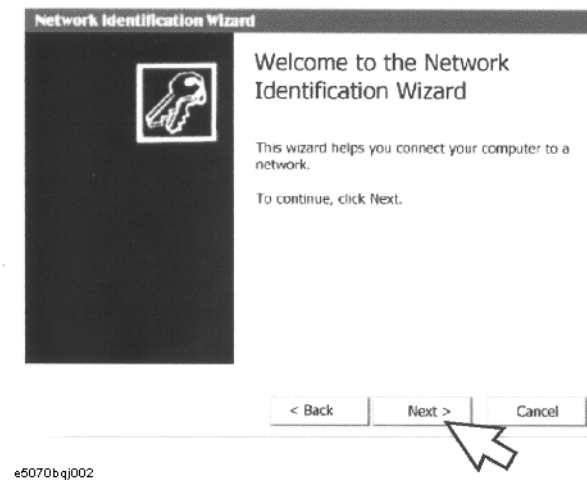 Network Identification Wizard
Welcome to the Network
Identification Wizard
This wizard helps you connect your computer to a
network.
To continue, click Next.
< Back
Next >
Cancel
e5070bqj002